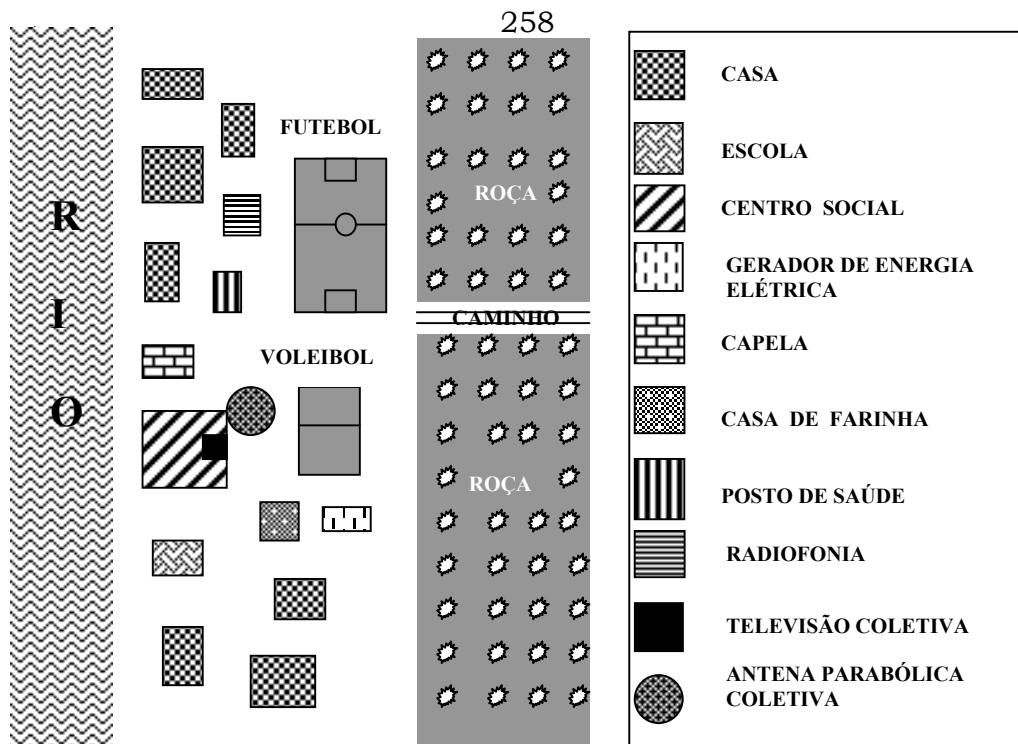 258
FUTEBOL
ROÇA
RIO
CAMINHO
VOLEIBOL
ROÇA
CASA
ESCOLA
CENTRO SOCIAL
GERADOR DE ENERGIA
ELÉTRICA
CAPELA
CASA DE FARINHA
POSTO DE SAÚDE
RADIOFONIA
TELEVISÃO COLETIVA
ANTENA PARABÓLICA
COLETIVA